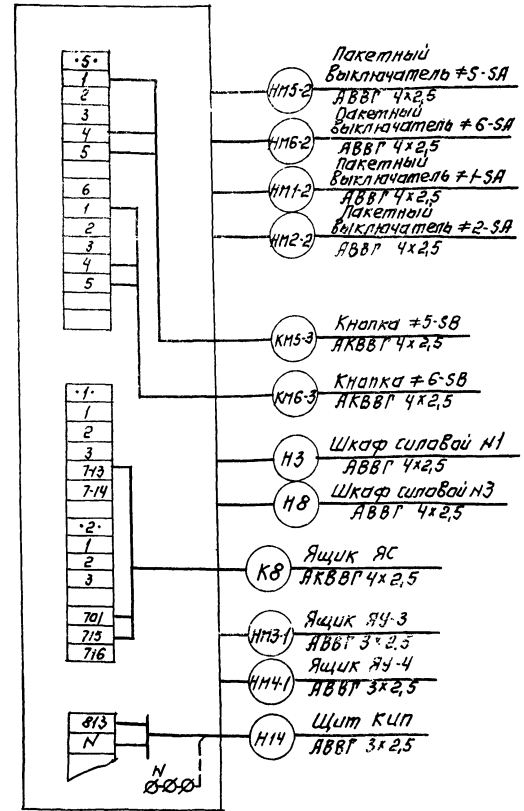 ·5·
1
2
3
4
5
6
1
2
3
4
5
·1·
1
2
3
7-13
7-14
·2·
1
2
3
701
715
716
813
N
N
НМ5-2
Пакетный
выключатель ≠5-SA
АВВГ 4×2,5
НМ6-2
Пакетный
выключатель ≠6-SA
АВВГ 4×2,5
НМ1-2
Пакетный
выключатель ≠1-SA
АВВГ 4×2,5
НМ2-2
Пакетный
выключатель ≠2-SA
АВВГ 4×2,5
КМ5-3
Кнопка ≠5-SB
АКВВГ 4×2,5
КМ6-3
Кнопка ≠6-SB
АКВВГ 4×2,5
Н3
Шкаф силовой N1
АВВГ 4×2,5
Н8
Шкаф силовой N3
АВВГ 4×2,5
К8
Ящик ЯС
АКВВГ 4×2,5
НМ3-1
Ящик ЯУ-3
АВВГ 3×2,5
НМ4-1
Ящик ЯУ-4
АВВГ 3×2,5
Н14
Щит КИП
АВВГ 3×2,5